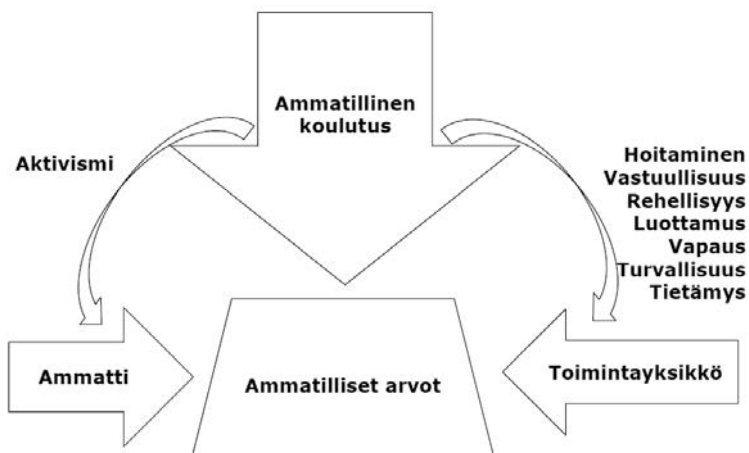 Ammatillinen
koulutus
Aktivismi
Hoitaminen
Vastuullisuus
Rehellisyys
Luottamus
Vapaus
Turvallisuus
Tietämys
Ammatti
Ammatilliset arvot
Toimintayksikkö